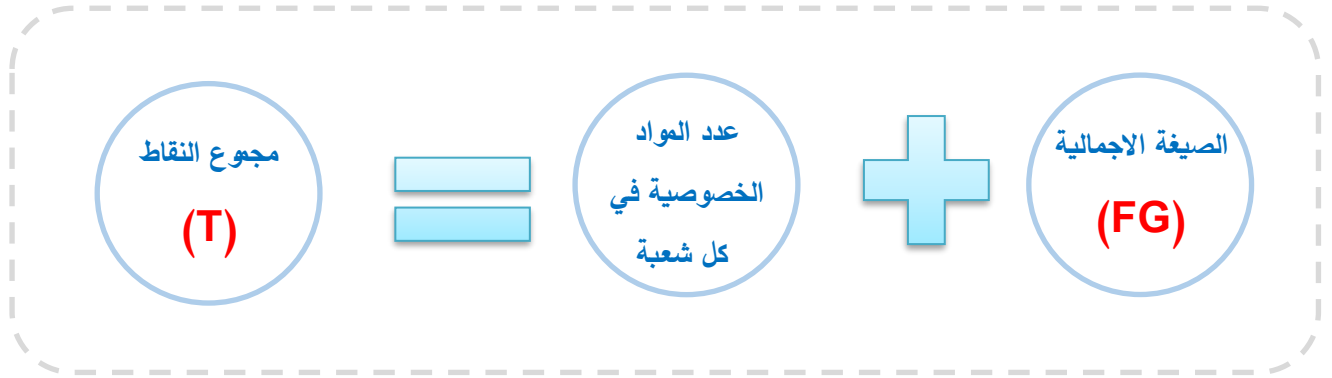 الصيغة الاجمالية
(FG)
عدد المواد
الخصوصية في
كل شعبة
مجموع النقاط
(T)